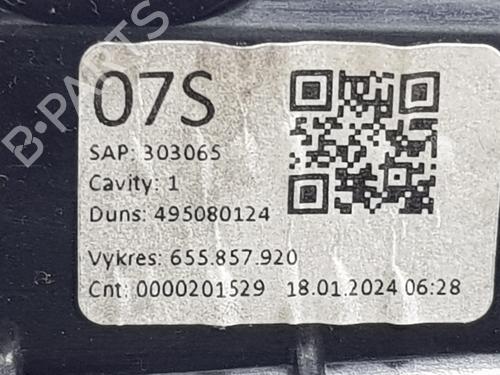 07S
SAP: 303065
Cavity: 1
Duns: 495080124
Vykres: 655.857.920
Cnt: 0000201529 18.01.2024 06:28
B-PARTS